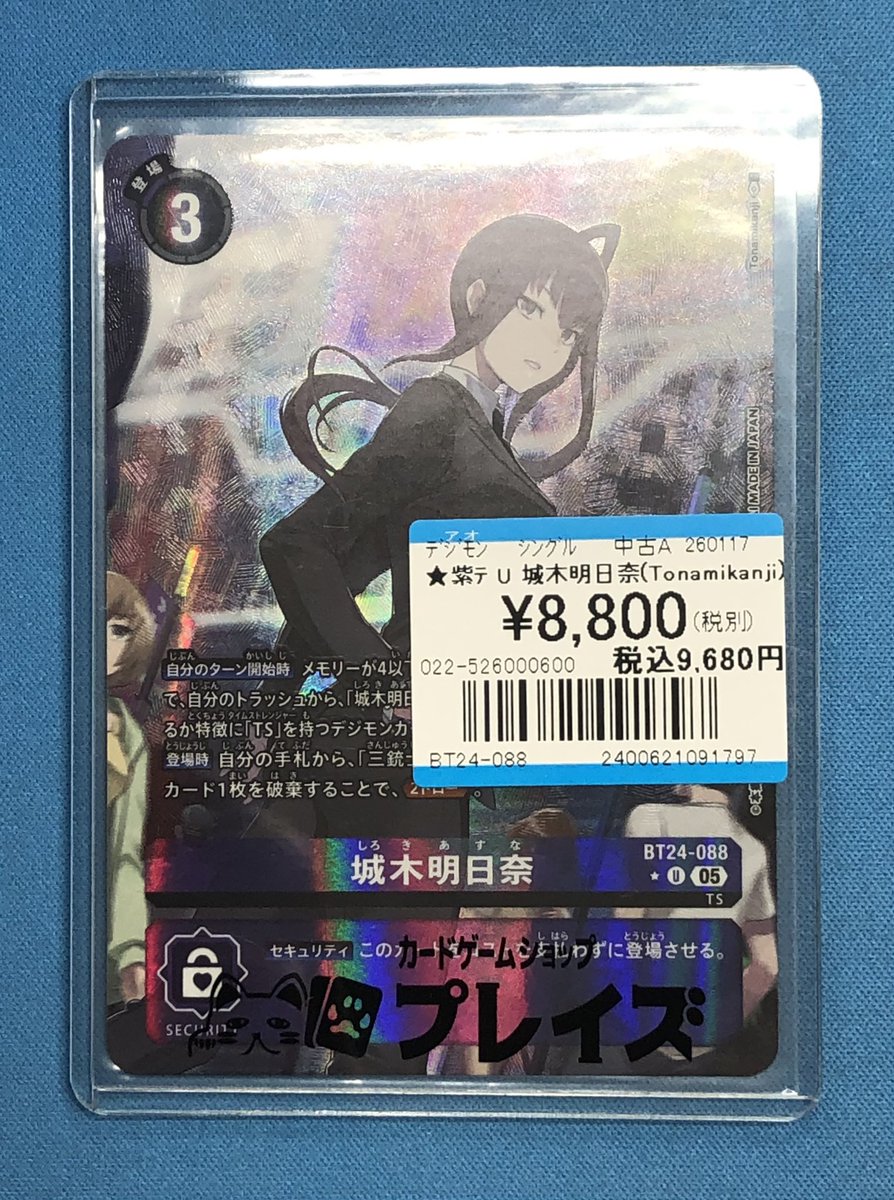 登場
3
Tonamikanji
MADE IN JAPAN
デジモン シングル 中古A 260117
★紫テ U 城木明日奈(Tonamikanji)
¥8,800(税別)
022-526000600 税込9,680円
BT24-088 2400621091797
自分のターン開始時 メモリーが4以下
で、自分のトラッシュから、「城木明日
るか特徴に「TS」を持つデジモンカ
登場時 自分の手札から、「三銃士
カード1枚を破棄することで、2ドロー。
しろ き あ す な
城木明日奈
BT24-088
★ U 05
TS
セキュリティ このカードをコストを支払わずに登場させる。
SECURITY
カードゲームショップ
プレイズ